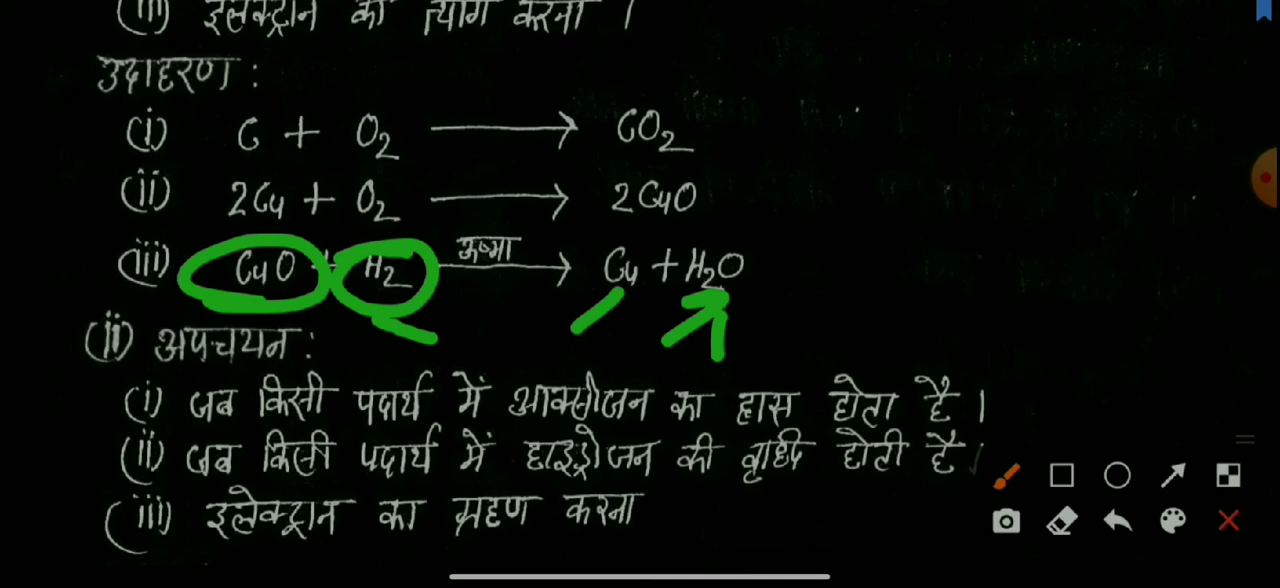 (iii) इलेक्ट्रान का त्याग करना ।
उदाहरण :
(i) C + O₂ ⟶ CO₂
(ii) 2Cu + O₂ ⟶ 2CuO
(iii) CuO + H₂ ⟶ ऊष्मा Cu + H₂O
(ii) अपचयन :
(i) जब किसी पदार्थ में आक्सीजन का ह्रास होता है ।
(ii) जब किसी पदार्थ में हाइड्रोजन की वृद्धि होती है ।
(iii) इलेक्ट्रान का ग्रहण करना